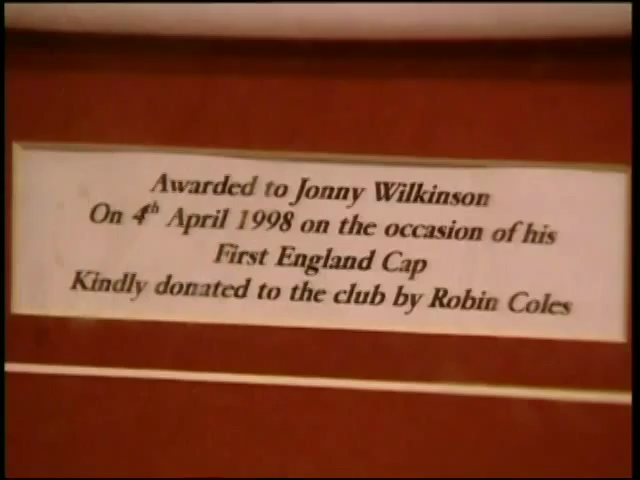 Awarded to Jonny Wilkinson
On 4th April 1998 on the occasion of his
First England Cap
Kindly donated to the club by Robin Coles